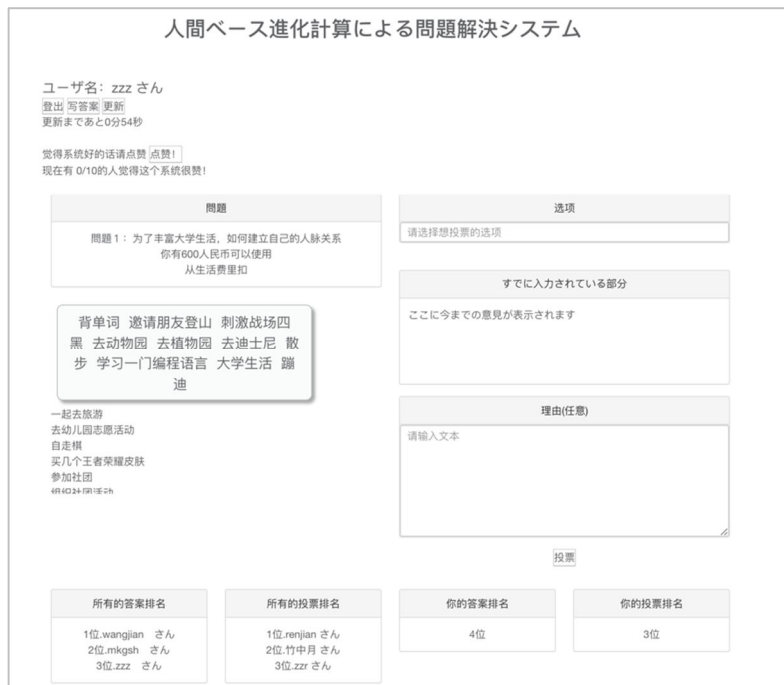 人間ベース進化計算による問題解決システム
ユーザ名: zzz さん
登出 写答案 更新
更新まであと0分54秒
觉得系统好的话请点赞 点赞!
现在有 0/10的人觉得这个系统很赞!
問題
問題1： 为了丰富大学生活，如何建立自己的人脉关系
你有600人民币可以使用
从生活费里扣
背单词 邀请朋友登山 刺激战场四
黑 去动物园 去植物园 去迪士尼 散
步 学习一门编程语言 大学生活 蹦
迪
一起去旅游
去幼儿园志愿活动
自走棋
买几个王者荣耀皮肤
参加社团
组织社团活动
选项
请选择想投票的选项
すでに入力されている部分
ここに今までの意見が表示されます
理由(任意)
请输入文本
投票
所有的答案排名
1位.wangjian さん
2位.mkgsh さん
3位.zzz さん
所有的投票排名
1位.renjian さん
2位.竹中月 さん
3位.zzr さん
你的答案排名
4位
你的投票排名
3位